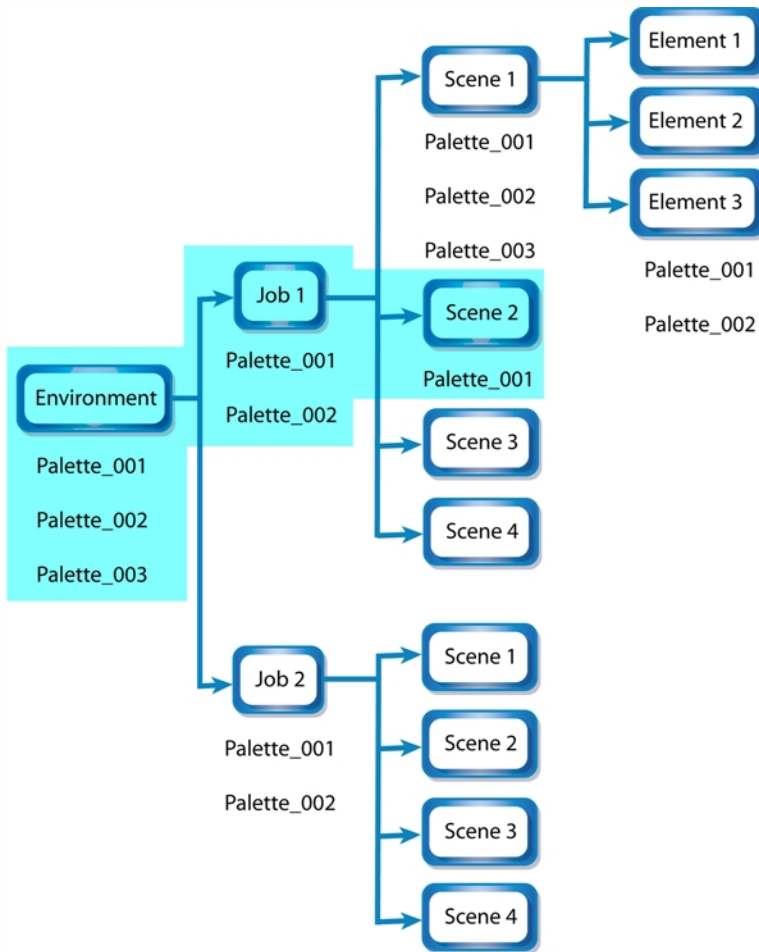 Environment
Palette_001
Palette_002
Palette_003
Job 1
Palette_001
Palette_002
Scene 1
Palette_001
Palette_002
Palette_003
Element 1
Element 2
Element 3
Palette_001
Palette_002
Scene 2
Palette_001
Scene 3
Scene 4
Job 2
Palette_001
Palette_002
Scene 1
Scene 2
Scene 3
Scene 4